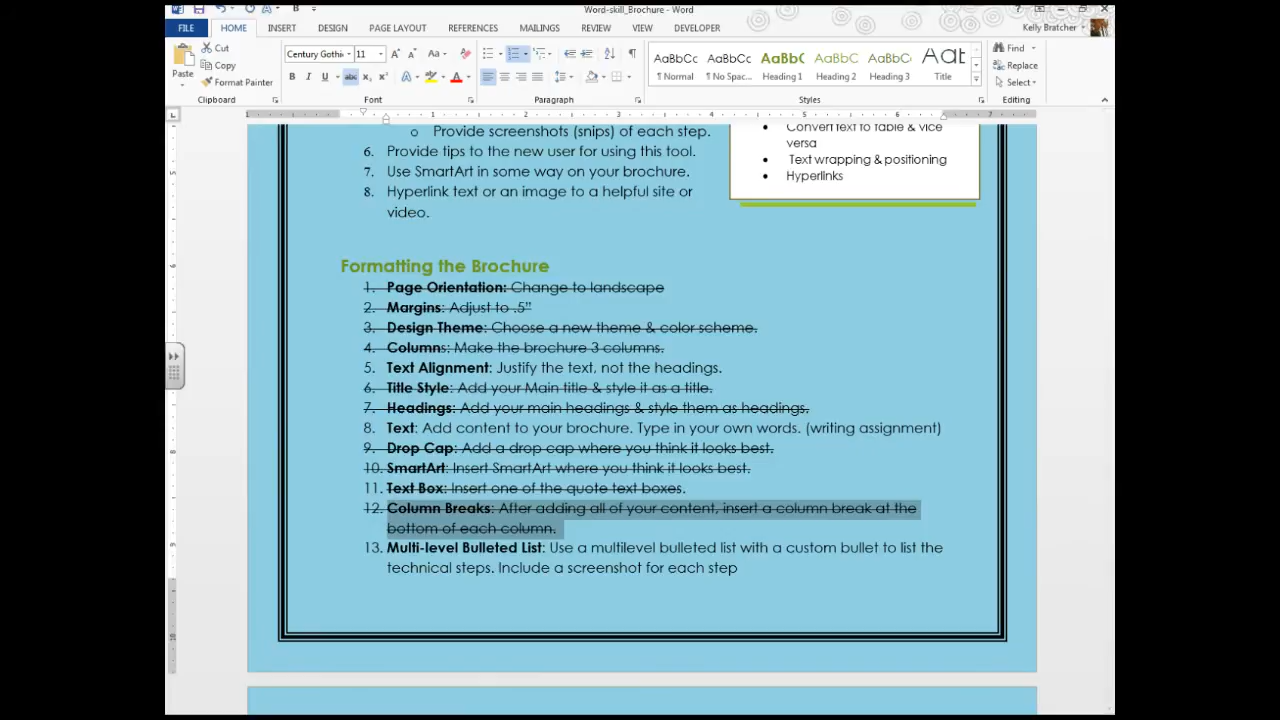 Word-skill_Brochure - Word
FILE HOME INSERT DESIGN PAGE LAYOUT REFERENCES MAILINGS REVIEW VIEW DEVELOPER Kelly Bratcher
Paste
Cut
Copy
Format Painter
Clipboard
Century Gothi 11
Font
Paragraph
AaBbCc AaBbCc AaBbC AaBbCc AaBbCc
¶ Normal ¶ No Spac... Heading 1 Heading 2 Heading 3 Title
Styles
Find
Replace
Select
Editing
o Provide screenshots (snips) of each step.
6. Provide tips to the new user for using this tool.
7. Use SmartArt in some way on your brochure.
8. Hyperlink text or an image to a helpful site or
video.
• Convert text to table & vice
versa
• Text wrapping & positioning
• Hyperlinks
Formatting the Brochure
1. Page Orientation: Change to landscape
2. Margins: Adjust to .5”
3. Design Theme: Choose a new theme & color scheme.
4. Columns: Make the brochure 3 columns.
5. Text Alignment: Justify the text, not the headings.
6. Title Style: Add your Main title & style it as a title.
7. Headings: Add your main headings & style them as headings.
8. Text: Add content to your brochure. Type in your own words. (writing assignment)
9. Drop Cap: Add a drop cap where you think it looks best.
10. SmartArt: Insert SmartArt where you think it looks best.
11. Text Box: Insert one of the quote text boxes.
12. Column Breaks: After adding all of your content, insert a column break at the
bottom of each column.
13. Multi-level Bulleted List: Use a multilevel bulleted list with a custom bullet to list the
technical steps. Include a screenshot for each step